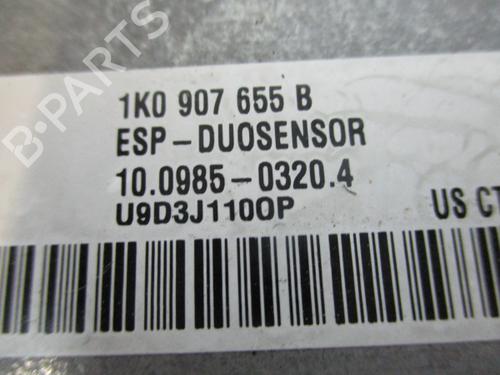 1K0 907 655 B
ESP-DUOSENSOR
10.0985-0320.4
U9D3J110OP US CT
B-PARTS